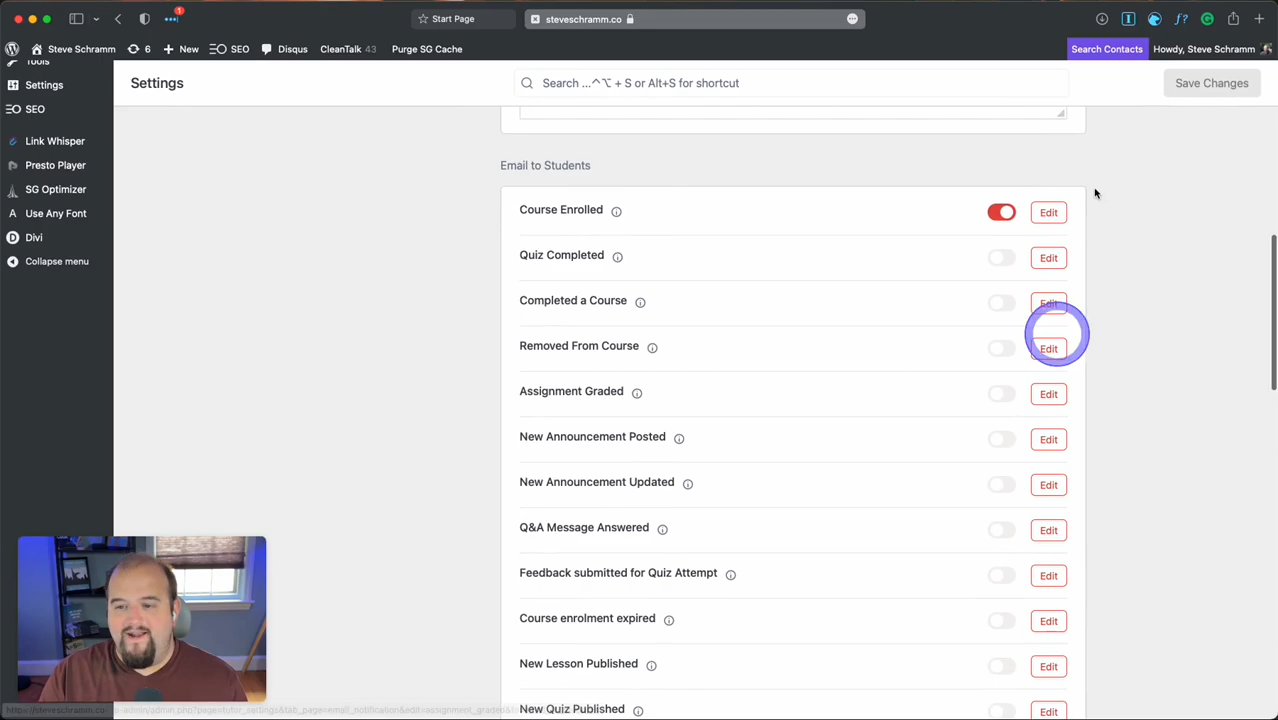 1
Start Page
steveschramm.co
Steve Schramm
6
New
SEO
Disqus
CleanTalk 43
Purge SG Cache
Search Contacts
Howdy, Steve Schramm
Tools
Settings
SEO
Link Whisper
Presto Player
SG Optimizer
Use Any Font
Divi
Collapse menu
Settings
Search ...^⌥ + S or Alt+S for shortcut
Save Changes
Email to Students
Course Enrolled
Edit
Quiz Completed
Edit
Completed a Course
Edit
Removed From Course
Edit
Assignment Graded
Edit
New Announcement Posted
Edit
New Announcement Updated
Edit
Q&A Message Answered
Edit
Feedback submitted for Quiz Attempt
Edit
Course enrolment expired
Edit
New Lesson Published
Edit
New Quiz Published
Edit